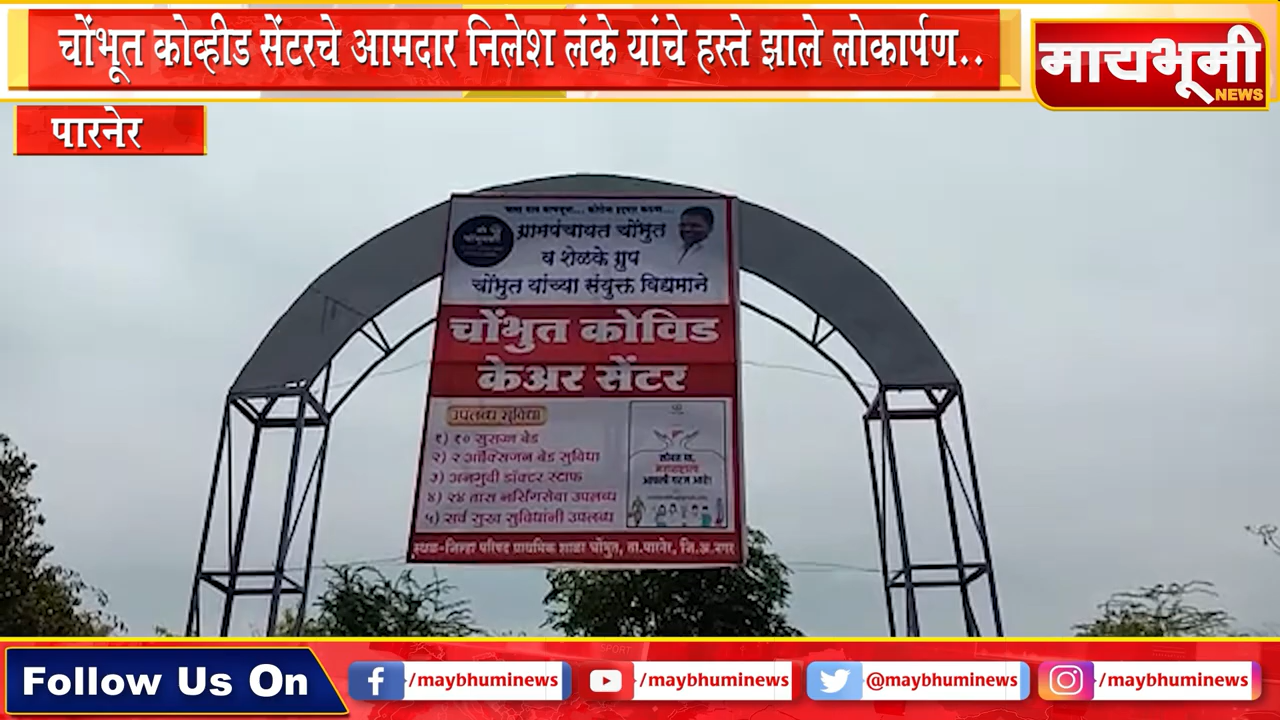 चोंभूत कोव्हीड सेंटरचे आमदार निलेश लंके यांचे हस्ते झाले लोकार्पण..
मायभूमी
NEWS
पारनेर
ग्रामपंचायत चोंभुत
व शेळके ग्रुप
चोंभुत यांच्या संयुक्त विद्यमाने
चोंभुत कोविड
केअर सेंटर
उपलब्ध सुविधा
१) १० सुसज्ज बेड
२) २ ऑक्सिजन बेड सुविधा
३) अनुभवी डॉक्टर स्टाफ
४) २४ तास नर्सिंगसेवा उपलब्ध
५) सर्व सुख सुविधांनी उपलब्ध
स्थळ-जिल्हा परिषद प्राथमिक शाळा चोंभुत, ता.पारनेर, जि.अ.नगर
Follow Us On
/maybhuminews
/maybhuminews
@maybhuminews
/maybhuminews